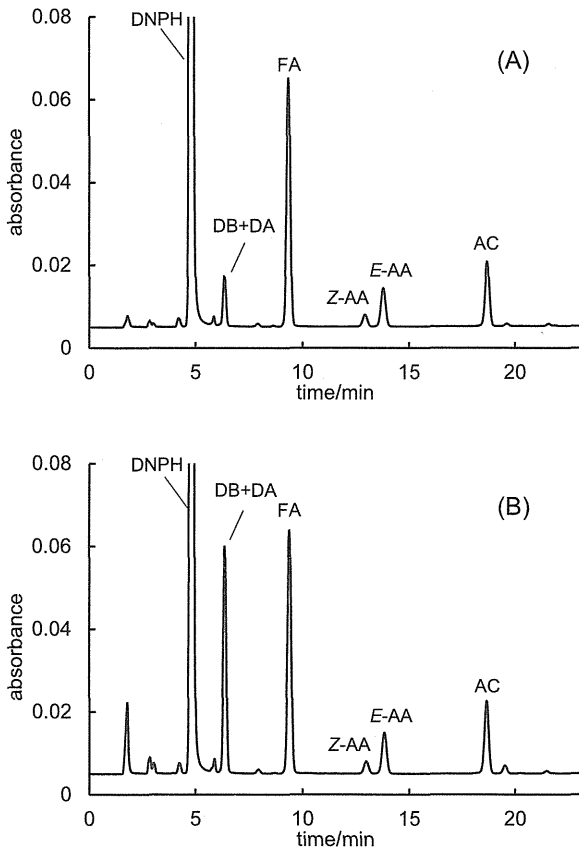 0.08
DNPH
FA
(A)
0.06
absorbance
0.04
DB+DA
AC
0.02
E-AA
Z-AA
0
0
5
10
15
20
time/min
0.08
DNPH
DB+DA
FA
(B)
0.06
absorbance
0.04
AC
0.02
E-AA
Z-AA
0
0
5
10
15
20
time/min